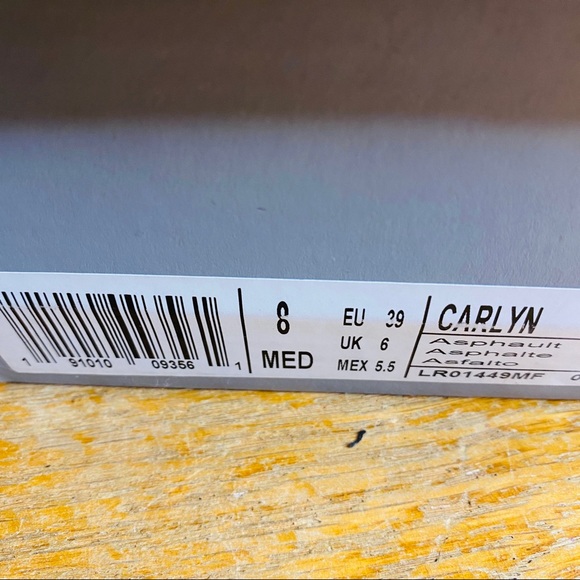 1 91010 09356 1
8
MED
EU 39
UK 6
MEX 5.5
CARLYN
Asphault
Asphalte
Asfalto
LR01449MF